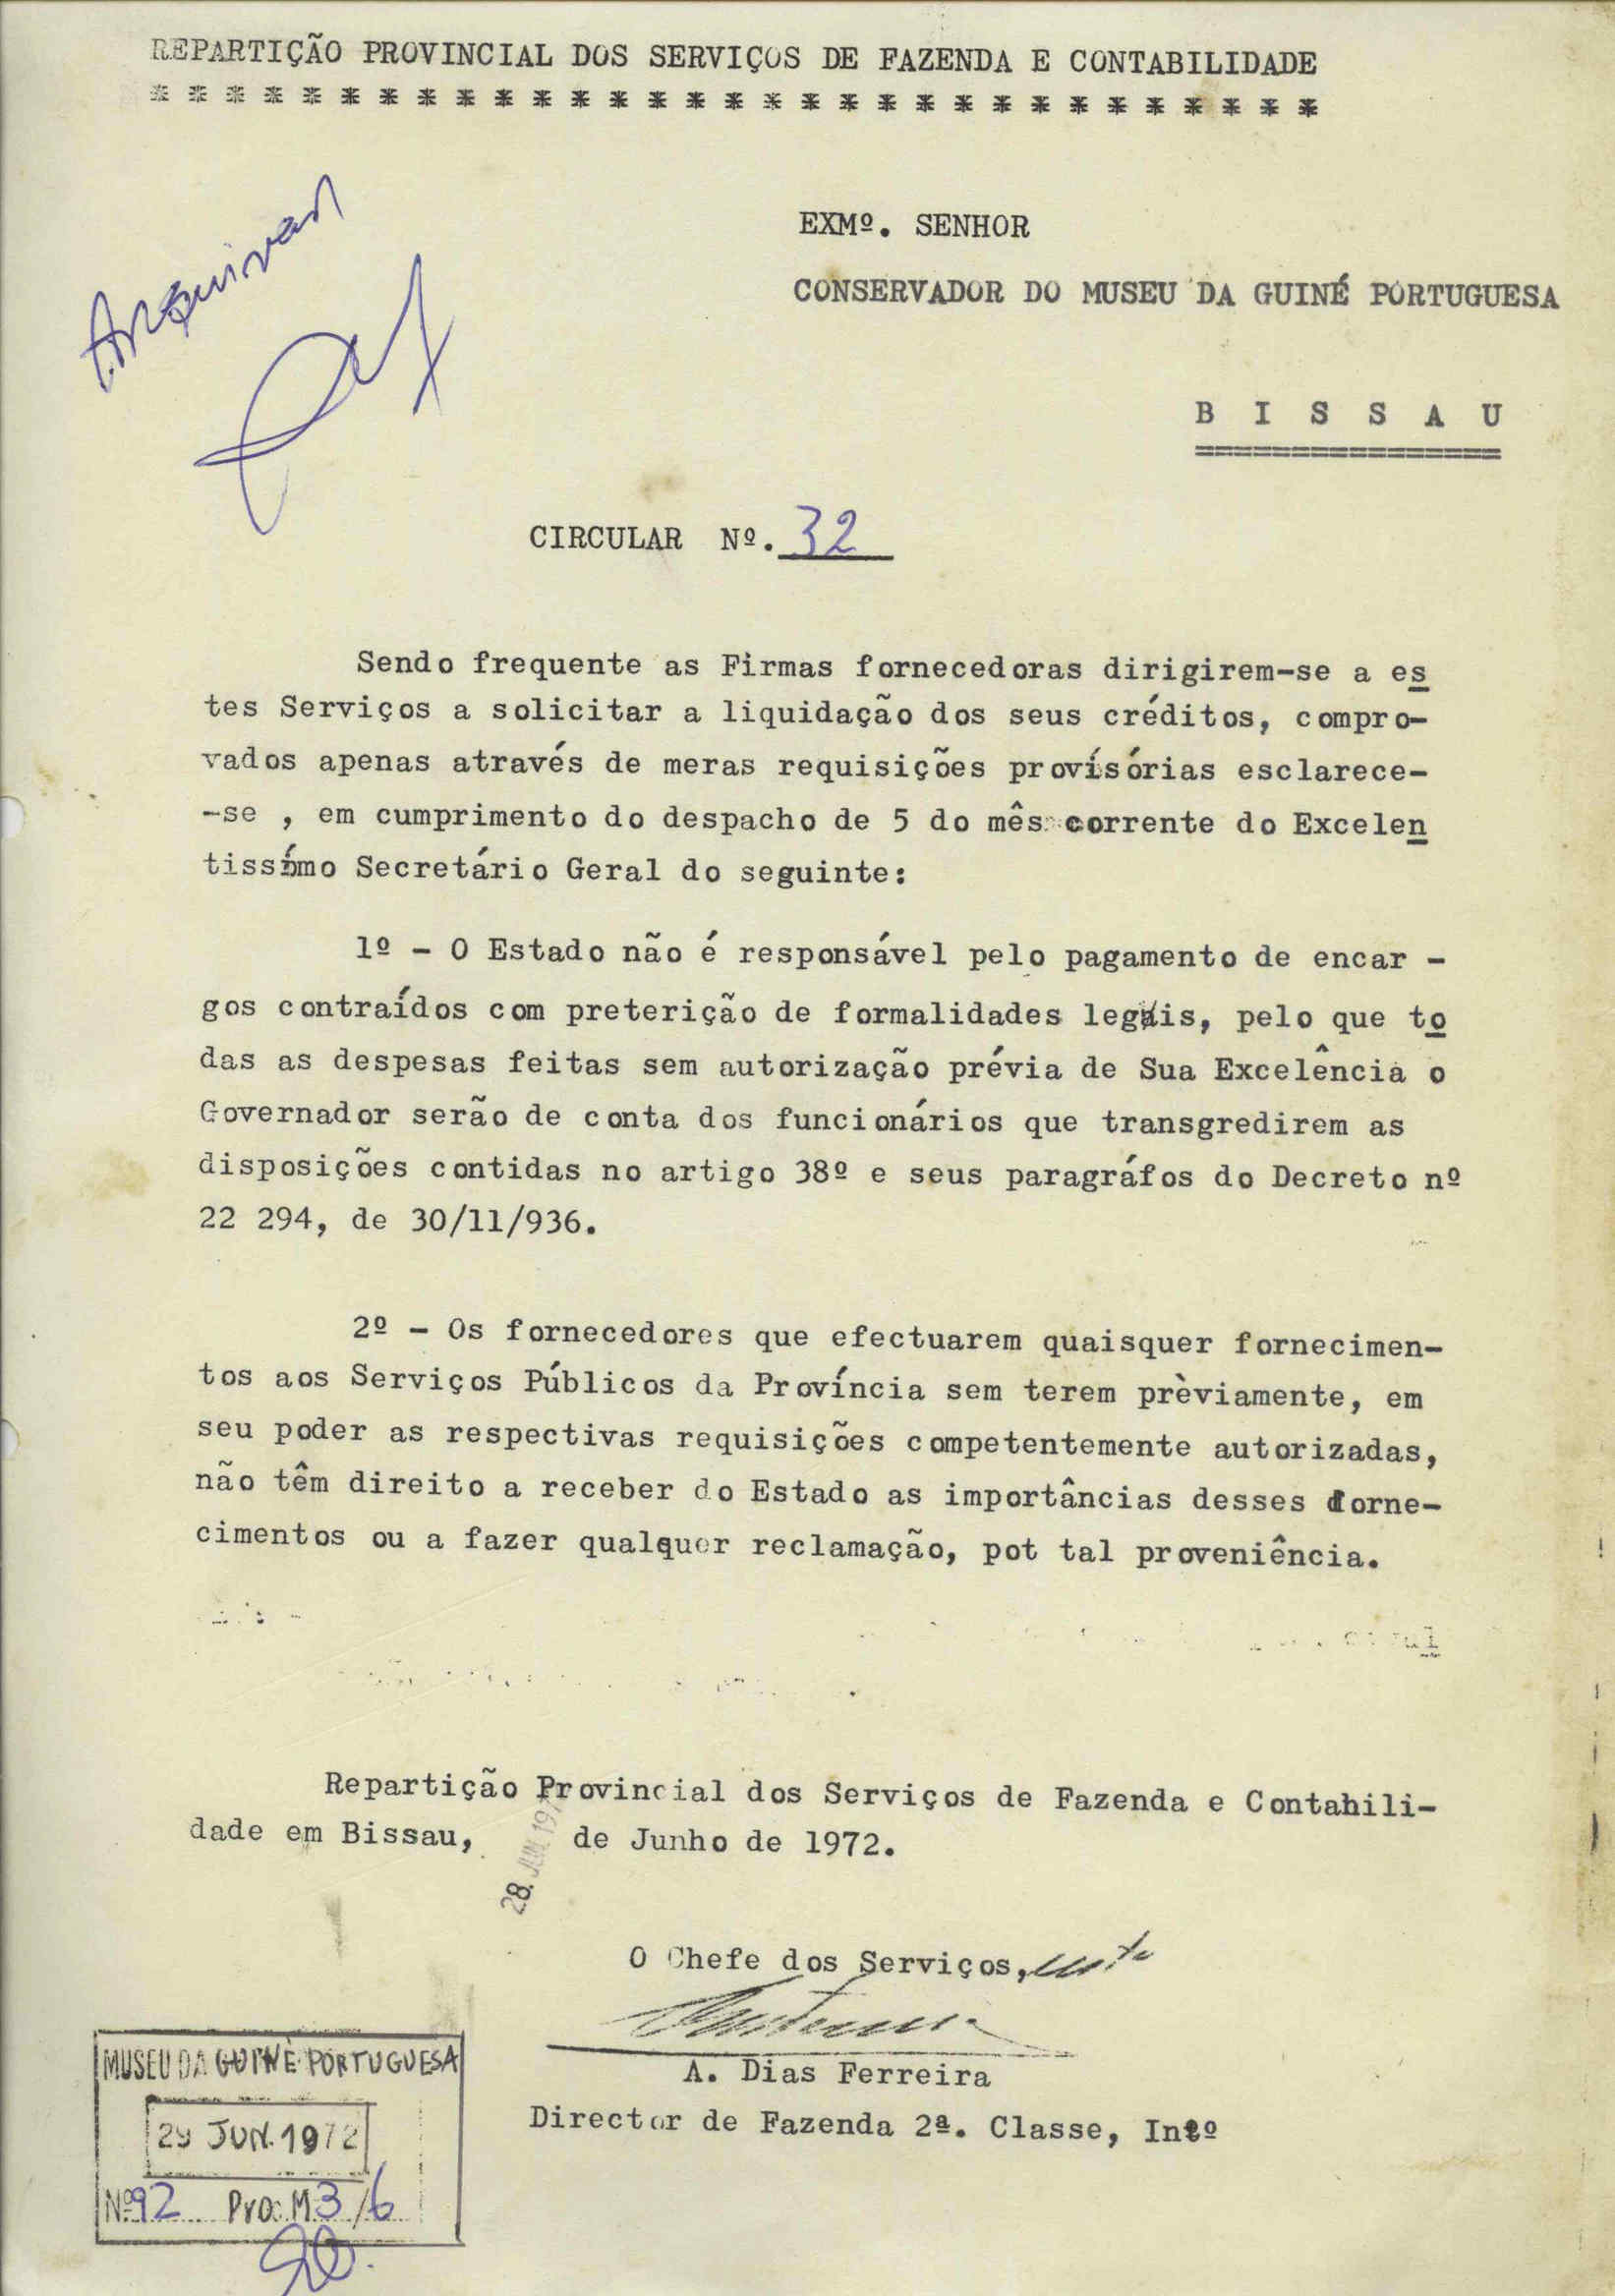 REPARTIÇÃO PROVINCIAL DOS SERVIÇOS DE FAZENDA E CONTABILIDADE
* * * * * * * * * * * * * * * * * * * * * * * * * * * * * * *
Arquivar
EXMº. SENHOR
CONSERVADOR DO MUSEU DA GUINÉ PORTUGUESA
B I S S A U
CIRCULAR Nº. 32
Sendo frequente as Firmas fornecedoras dirigirem-se a es
tes Serviços a solicitar a liquidação dos seus créditos, compro-
vados apenas através de meras requisições provísórias esclarece-
-se , em cumprimento do despacho de 5 do mês corrente do Excelen
tissímo Secretário Geral do seguinte:
1º - O Estado não é responsável pelo pagamento de encar -
gos contraídos com preterição de formalidades legais, pelo que to
das as despesas feitas sem autorização prévia de Sua Excelência o
Governador serão de conta dos funcionários que transgredirem as
disposições contidas no artigo 38º e seus paragráfos do Decreto nº
22 294, de 30/11/936.
2º - Os fornecedores que efectuarem quaisquer fornecimen-
tos aos Serviços Públicos da Província sem terem prèviamente, em
seu poder as respectivas requisições competentemente autorizadas,
não têm direito a receber do Estado as importâncias desses forne-
cimentos ou a fazer qualquer reclamação, pot tal proveniência.
Repartição Provincial dos Serviços de Fazenda e Contabili-
dade em Bissau, de Junho de 1972.
28. JUN. 197
O Chefe dos Serviços,
A. Dias Ferreira
Director de Fazenda 2ª. Classe, Intº
MUSEU DA GUINÉ PORTUGUESA
29 JUN. 1972
Nº 92 Proc M 3/6